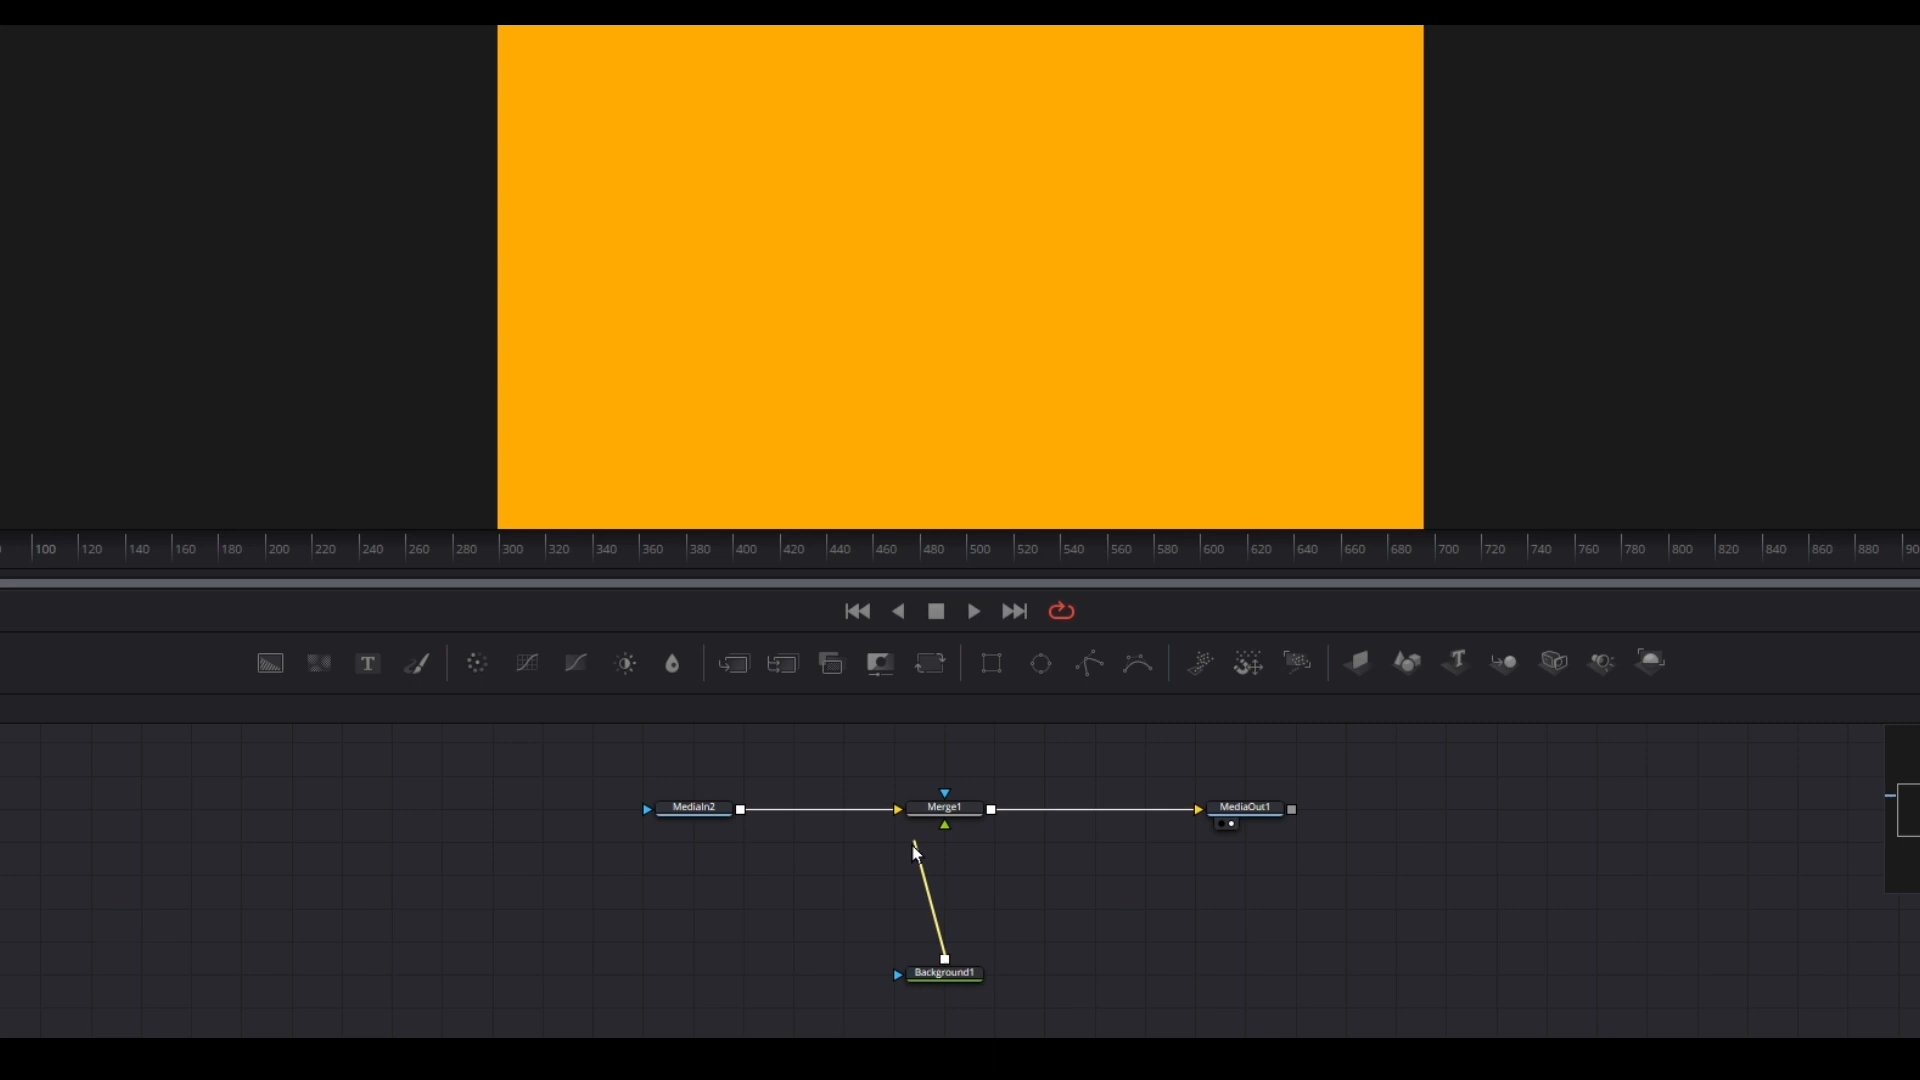 100 120 140 160 180 200 220 240 260 280 300 320 340 360 380 400 420 440 460 480 500 520 540 560 580 600 620 640 660 680 700 720 740 760 780 800 820 840 860 880 90
T
MediaIn2 Merge1 MediaOut1
Background1